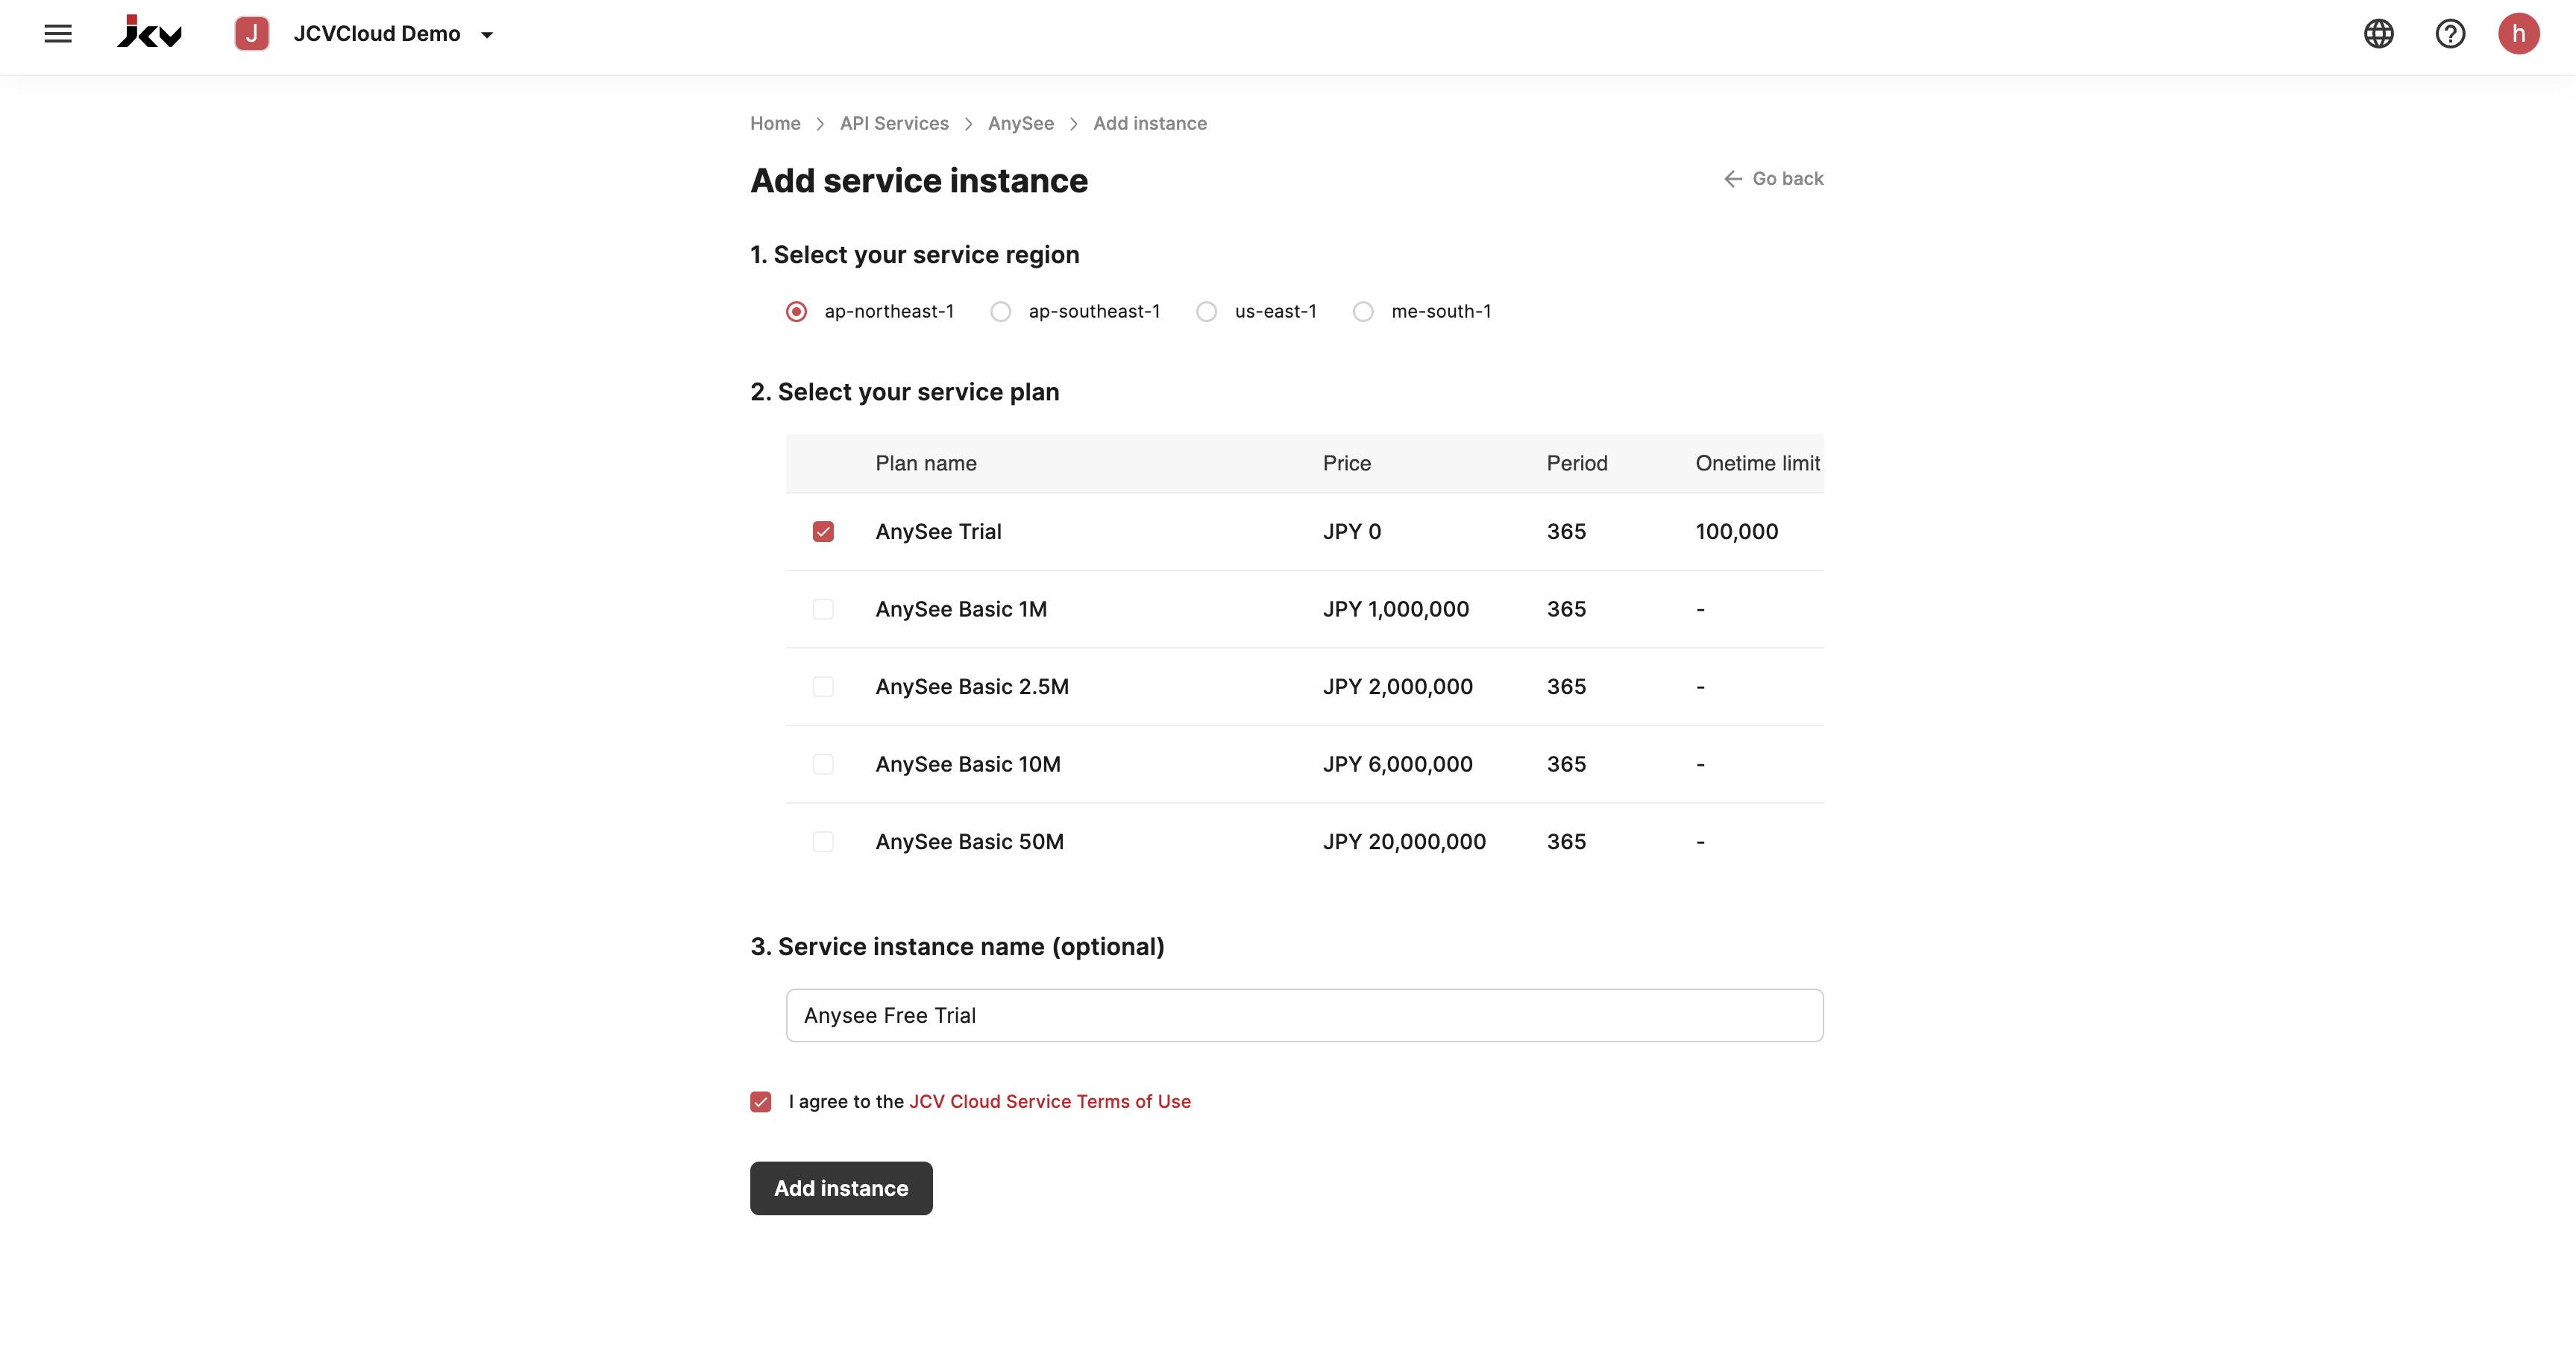 jcv J JCVCloud Demo h
Home > API Services > AnySee > Add instance
Add service instance
Go back
1. Select your service region
ap-northeast-1 ap-southeast-1 us-east-1 me-south-1
2. Select your service plan
Plan name Price Period Onetime limit
AnySee Trial JPY 0 365 100,000
AnySee Basic 1M JPY 1,000,000 365 -
AnySee Basic 2.5M JPY 2,000,000 365 -
AnySee Basic 10M JPY 6,000,000 365 -
AnySee Basic 50M JPY 20,000,000 365 -
3. Service instance name (optional)
Anysee Free Trial
I agree to the JCV Cloud Service Terms of Use
Add instance